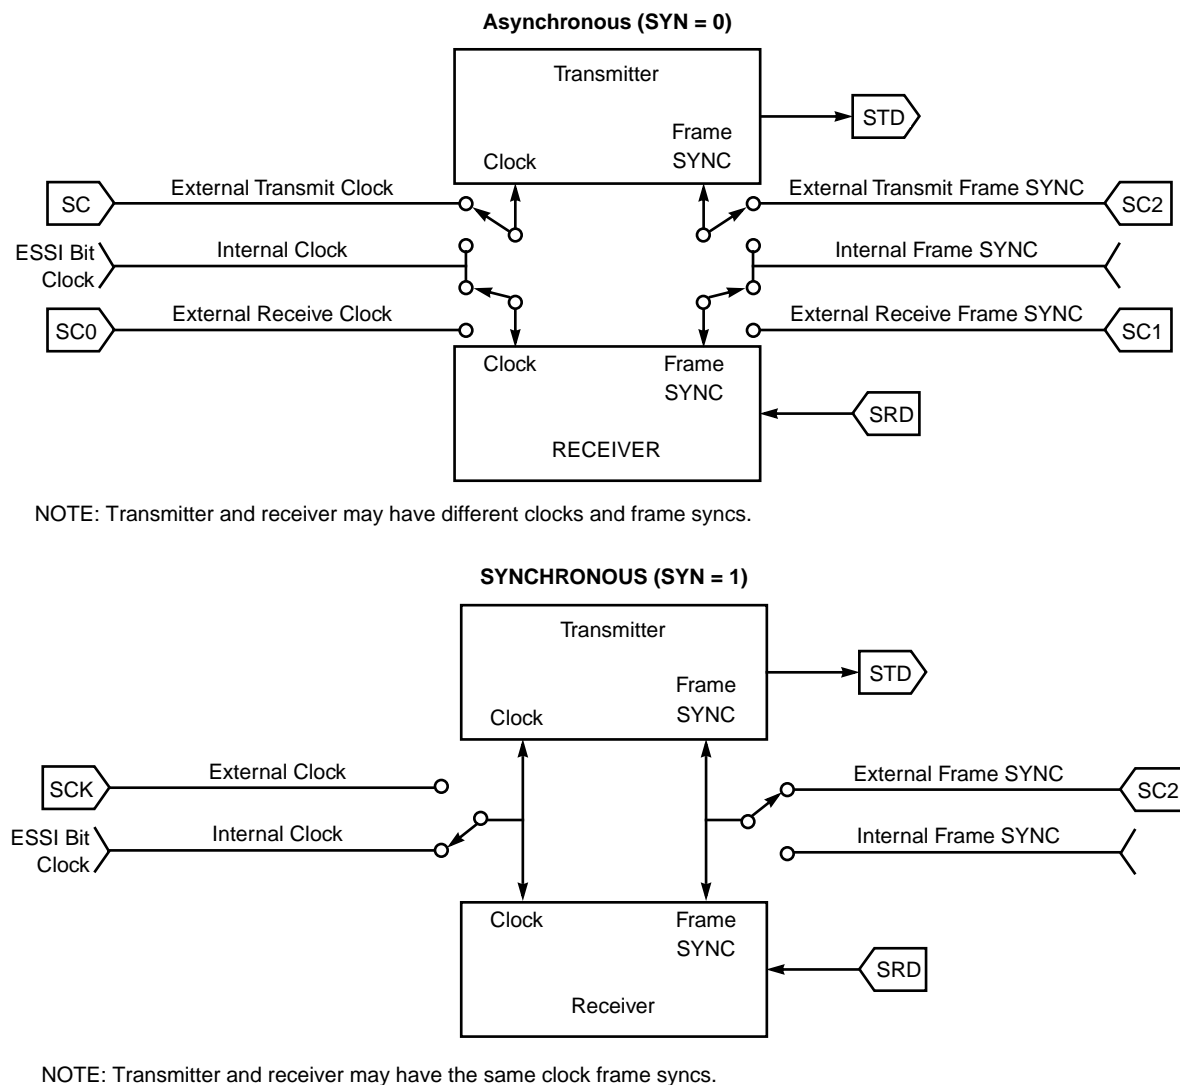 Asynchronous (SYN = 0)
Transmitter
STD
Frame
SYNC
Clock
SC
External Transmit Clock
External Transmit Frame SYNC
SC2
ESSI Bit
Clock
Internal Clock
Internal Frame SYNC
SC0
External Receive Clock
External Receive Frame SYNC
SC1
Clock
Frame
SYNC
SRD
RECEIVER
NOTE: Transmitter and receiver may have different clocks and frame syncs.
SYNCHRONOUS (SYN = 1)
Transmitter
STD
Frame
SYNC
Clock
SCK
External Clock
External Frame SYNC
SC2
ESSI Bit
Clock
Internal Clock
Internal Frame SYNC
Clock
Frame
SYNC
SRD
Receiver
NOTE: Transmitter and receiver may have the same clock frame syncs.